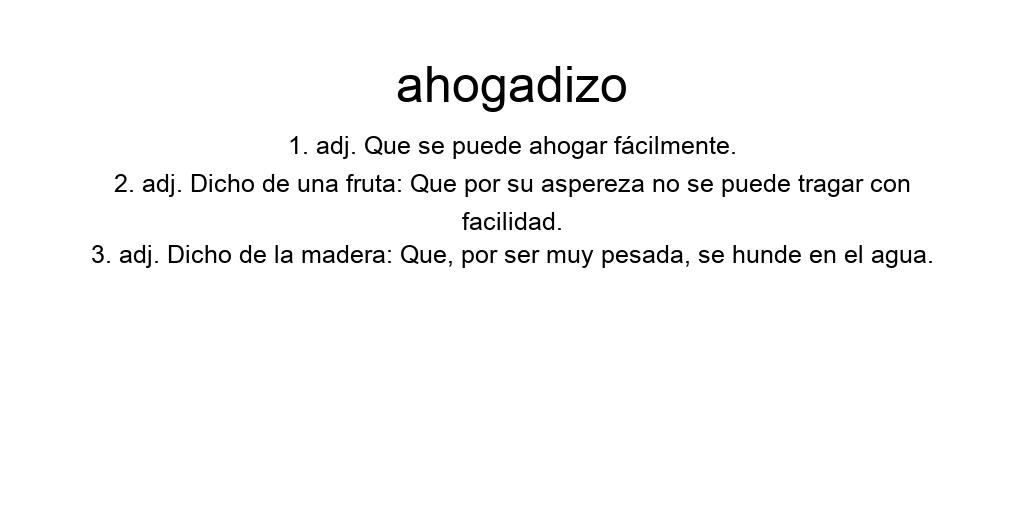 ahogadizo
1. adj. Que se puede ahogar fácilmente.
2. adj. Dicho de una fruta: Que por su aspereza no se puede tragar con
facilidad.
3. adj. Dicho de la madera: Que, por ser muy pesada, se hunde en el agua.